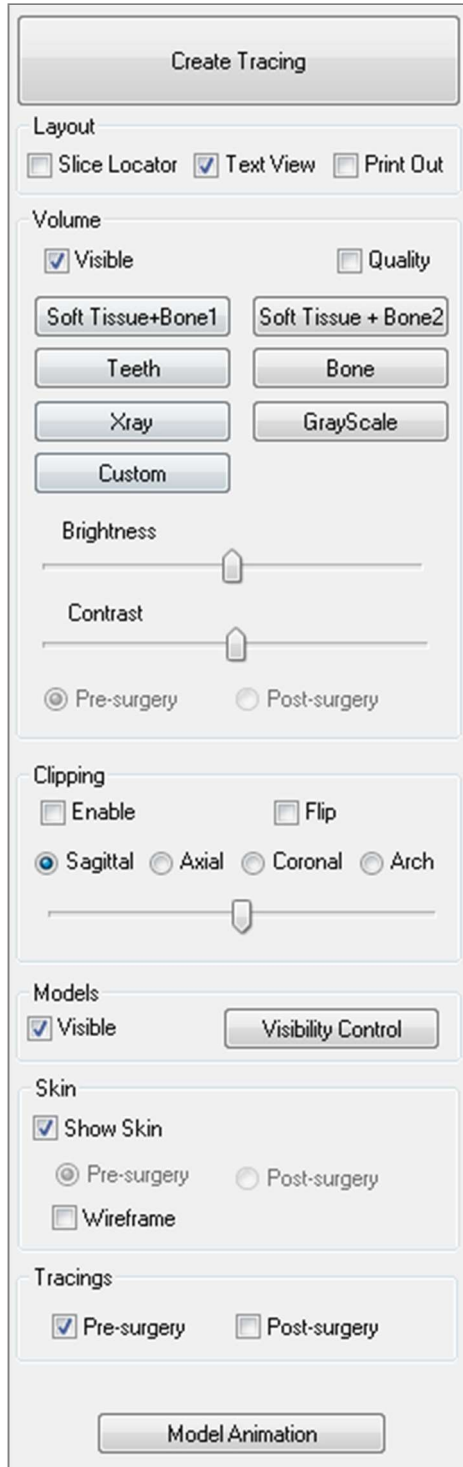 Create Tracing
Layout
Slice Locator Text View Print Out
Volume
Visible Quality
Soft Tissue+Bone1 Soft Tissue + Bone2
Teeth Bone
Xray GrayScale
Custom
Brightness
Contrast
Pre-surgery Post-surgery
Clipping
Enable Flip
Sagittal Axial Coronal Arch
Models
Visible Visibility Control
Skin
Show Skin
Pre-surgery Post-surgery
Wireframe
Tracings
Pre-surgery Post-surgery
Model Animation